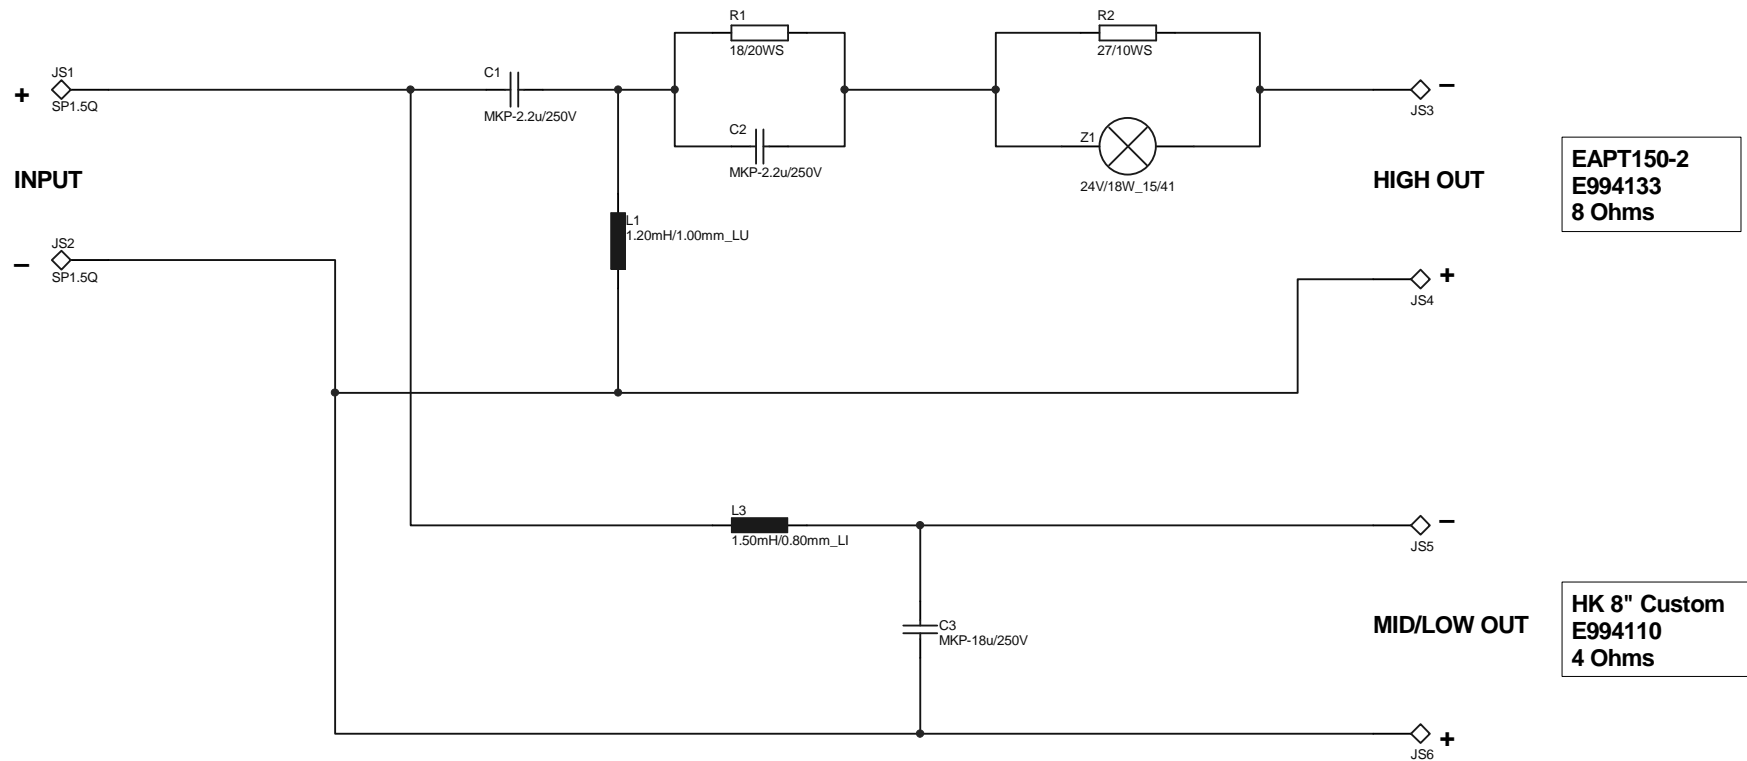 R1
18/20WS
R2
27/10WS
JS1
+
SP1.5Q
C1
MKP-2.2u/250V
C2
MKP-2.2u/250V
Z1
24V/18W_15/41
–
JS3
INPUT
HIGH OUT
EAPT150-2
E994133
8 Ohms
L1
1.20mH/1.00mm_LU
JS2
–
SP1.5Q
+
JS4
L3
1.50mH/0.80mm_LI
–
JS5
C3
MKP-18u/250V
MID/LOW OUT
HK 8" Custom
E994110
4 Ohms
+
JS6